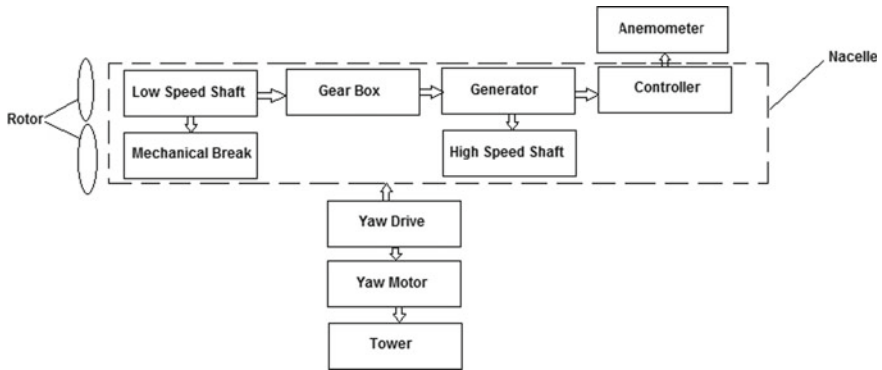 Anemometer
Nacelle
Low Speed Shaft
Gear Box
Generator
Controller
Rotor
Mechanical Break
High Speed Shaft
Yaw Drive
Yaw Motor
Tower